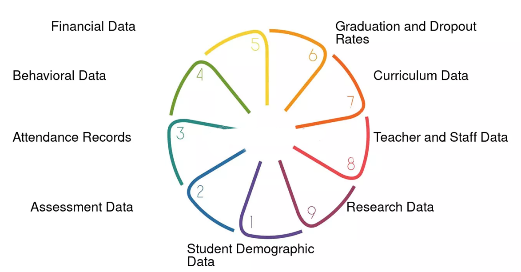 Financial Data
5
6
Graduation and Dropout
Rates
Behavioral Data
4
Curriculum Data
7
Attendance Records
3
Teacher and Staff Data
8
Assessment Data
2
9
Research Data
1
Student Demographic
Data